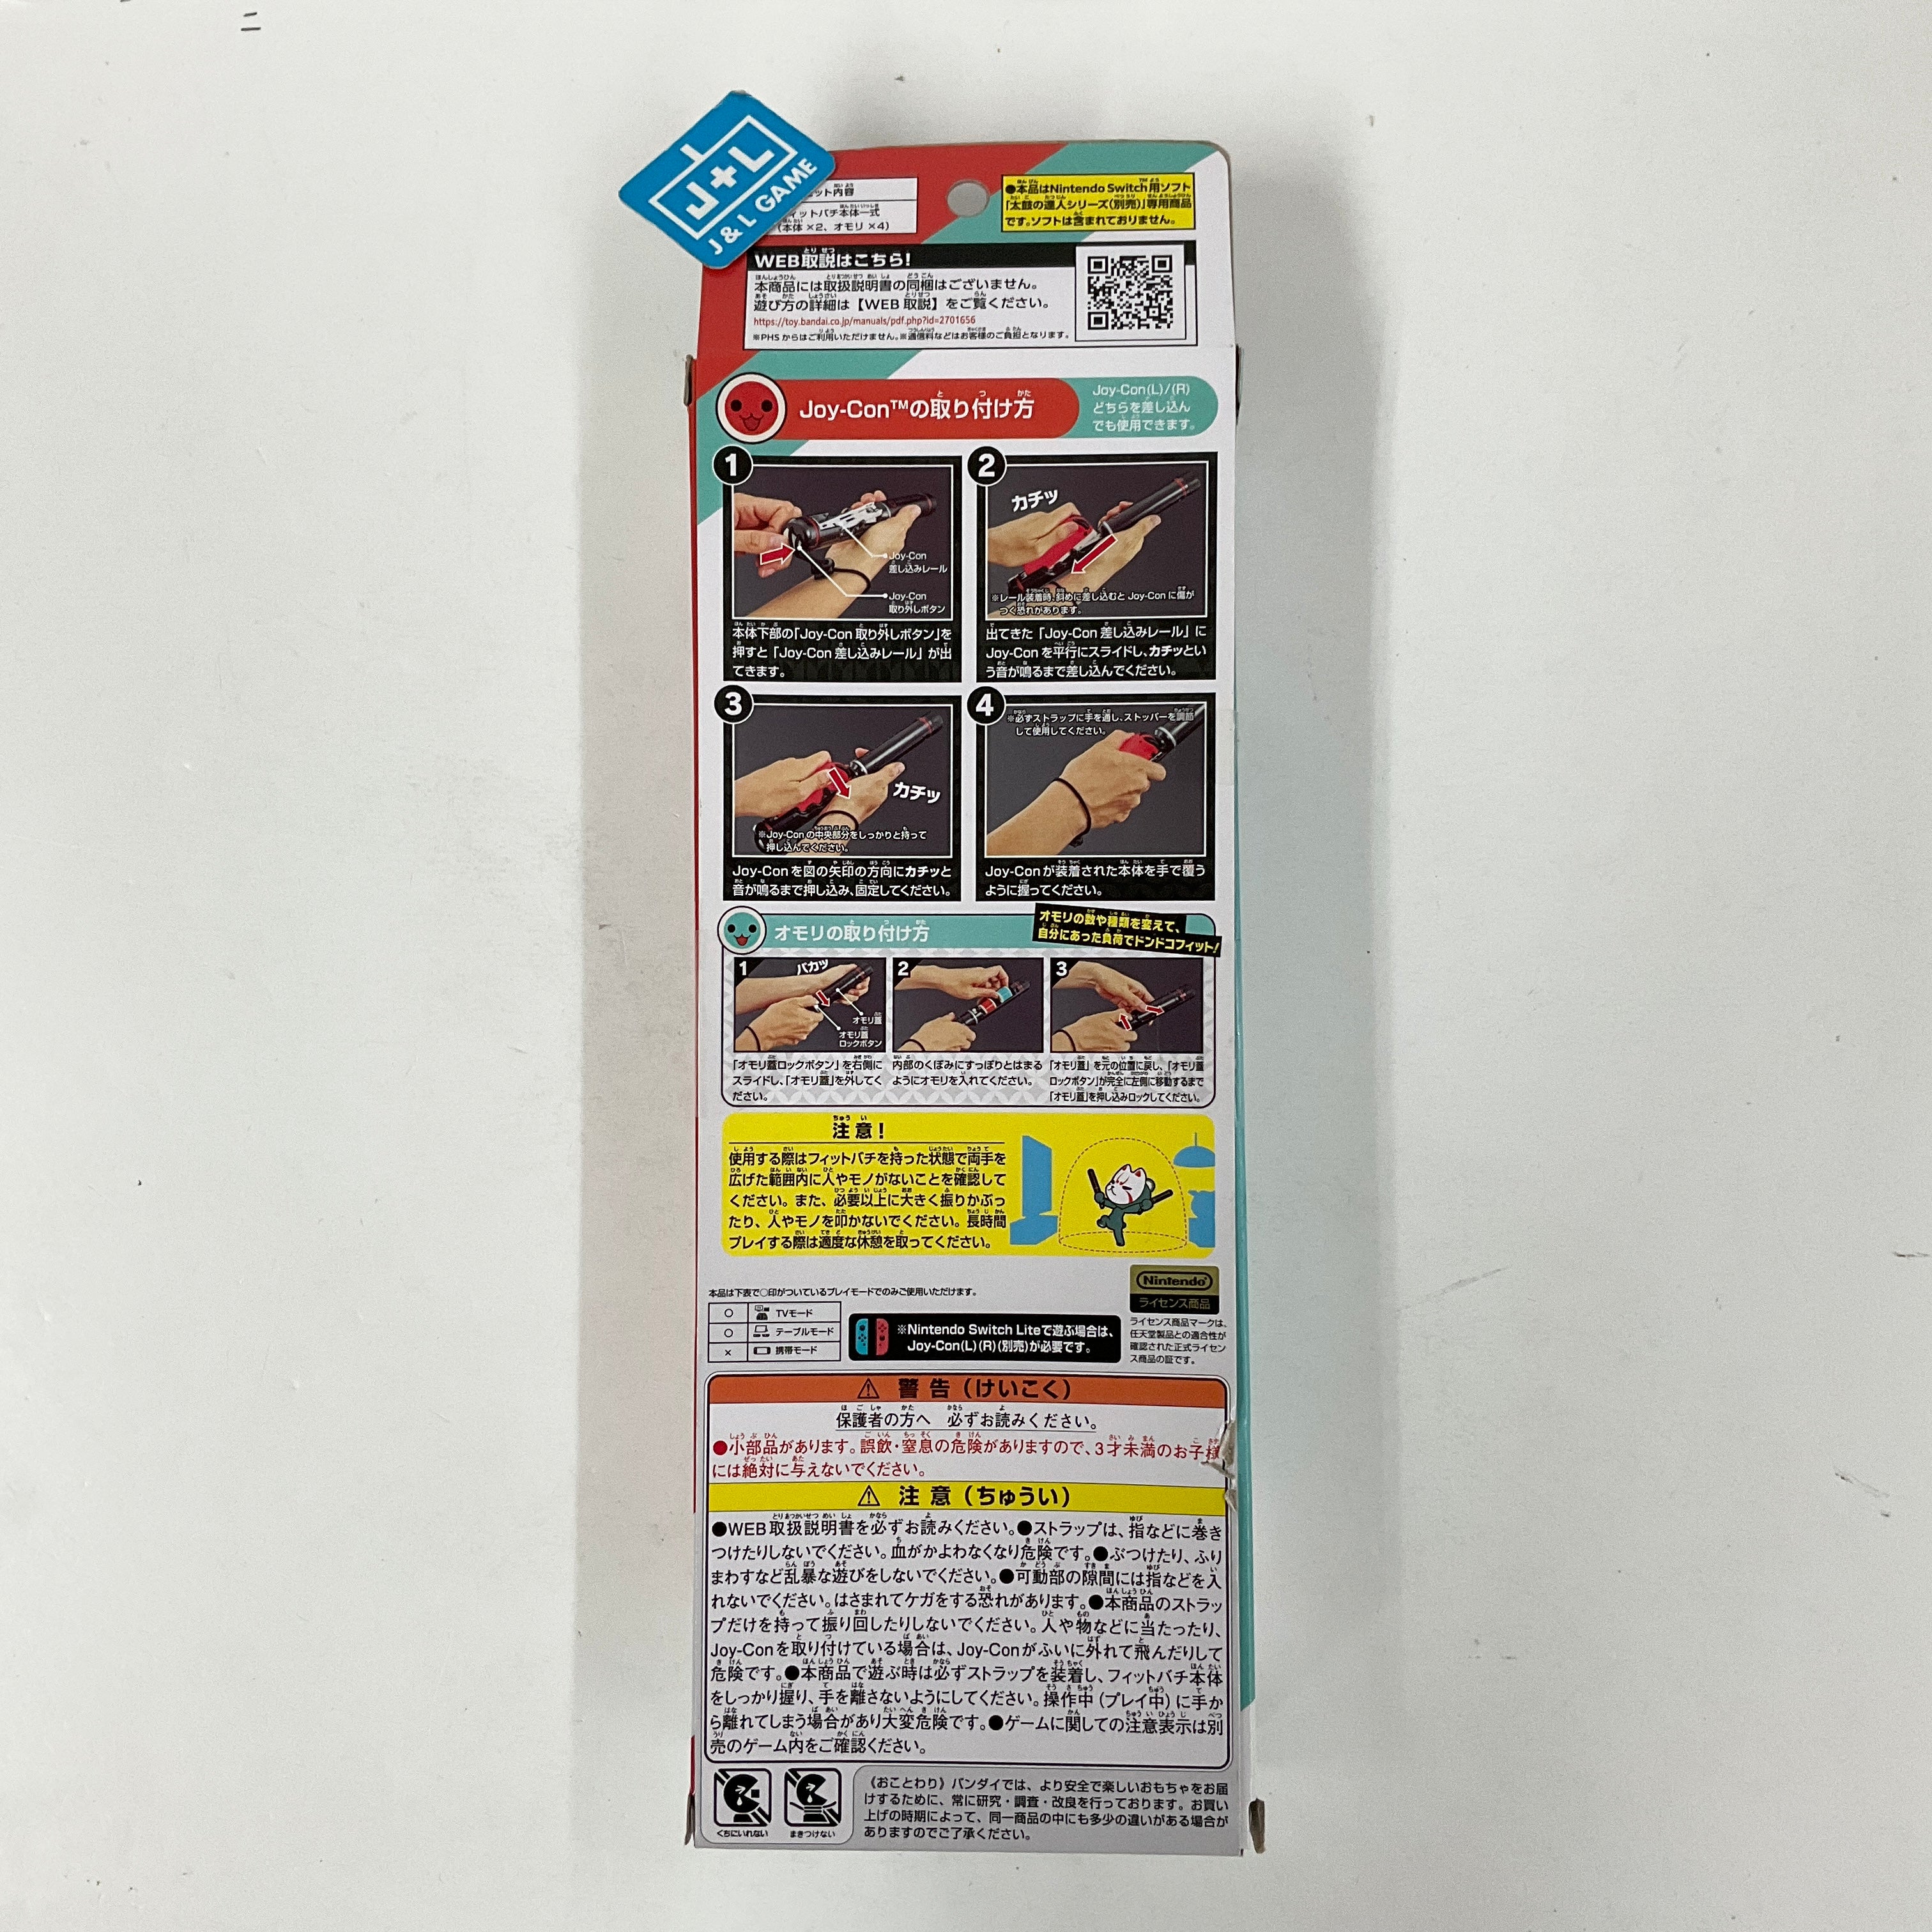 J+L
J & L GAME
ット内容
ィットバチ本体一式
(本体×2、オモリ×4)
●本品はNintendo Switch™用ソフト
「太鼓の達人シリーズ(別売)」専用商品
です。ソフトは含まれておりません。
WEB取説はこちら!
本商品には取扱説明書の同梱はございません。
遊び方の詳細は【WEB取説】をご覧ください。
https://toy.bandai.co.jp/manuals/pdf.php?id=2701656
※PHSからはご利用いただけません。※通信料などはお客様のご負担となります。
Joy-Con™の取り付け方
Joy-Con(L)/(R)
どちらを差し込ん
でも使用できます。
1
Joy-Con
差し込みレール
Joy-Con
取り外しボタン
本体下部の「Joy-Con取り外しボタン」を
押すと「Joy-Con差し込みレール」が出
てきます。
2
カチッ
※レール装着時、斜めに差し込むとJoy-Conに傷が
つく恐れがあります。
出てきた「Joy-Con差し込みレール」に
Joy-Conを平行にスライドし、カチッとい
う音が鳴るまで差し込んでください。
3
カチッ
※Joy-Conの中央部分をしっかりと持って
押し込んでください。
Joy-Conを図の矢印の方向にカチッと
音が鳴るまで押し込み、固定してください。
4
※必ずストラップに手を通し、ストッパーを調節
して使用してください。
Joy-Conが装着された本体を手で覆う
ように握ってください。
オモリの取り付け方
オモリの数や種類を変えて、
自分にあった負荷でドンドコフィット!
1
パカッ
オモリ蓋
オモリ蓋
ロックボタン
「オモリ蓋ロックボタン」を右側に
スライドし、「オモリ蓋」を外してく
ださい。
2
内部のくぼみにすっぽりとはまる
ようにオモリを入れてください。
3
「オモリ蓋」を元の位置に戻し、「オモリ蓋
ロックボタン」が完全に左側に移動するまで
「オモリ蓋」を押し込みロックしてください。
注意!
使用する際はフィットバチを持った状態で両手を
広げた範囲内に人やモノがないことを確認して
ください。また、必要以上に大きく振りかぶっ
たり、人やモノを叩かないでください。長時間
プレイする際は適度な休憩を取ってください。
本品は下表で○印がついているプレイモードでのみご使用いただけます。
○ TVモード
○ テーブルモード
× 携帯モード
※Nintendo Switch Liteで遊ぶ場合は、
Joy-Con(L)(R)(別売)が必要です。
Nintendo
ライセンス商品
ライセンス商品マークは、
任天堂製品との適合性が
確認された正式ライセン
ス商品の証です。
⚠ 警告(けいこく)
保護者の方へ 必ずお読みください。
●小部品があります。誤飲・窒息の危険がありますので、3才未満のお子様
には絶対に与えないでください。
⚠ 注意(ちゅうい)
●WEB取扱説明書を必ずお読みください。●ストラップは、指などに巻き
つけたりしないでください。血がかよわなくなり危険です。●ぶつけたり、ふり
まわすなど乱暴な遊びをしないでください。●可動部の隙間には指などを入
れないでください。はさまれてケガをする恐れがあります。●本商品のストラッ
プだけを持って振り回したりしないでください。人や物などに当たったり、
Joy-Conを取り付けている場合は、Joy-Conがふいに外れて飛んだりして
危険です。●本商品で遊ぶ時は必ずストラップを装着し、フィットバチ本体
をしっかり握り、手を離さないようにしてください。操作中(プレイ中)に手か
ら離れてしまう場合があり大変危険です。●ゲームに関しての注意表示は別
売のゲーム内をご確認ください。
くちにいれない
まきつけない
《おことわり》バンダイでは、より安全で楽しいおもちゃをお届
けするために、常に研究・調査・改良を行っております。お買い
上げの時期によって、同一商品の中にも多少の違いがある場合が
ありますのでご了承ください。